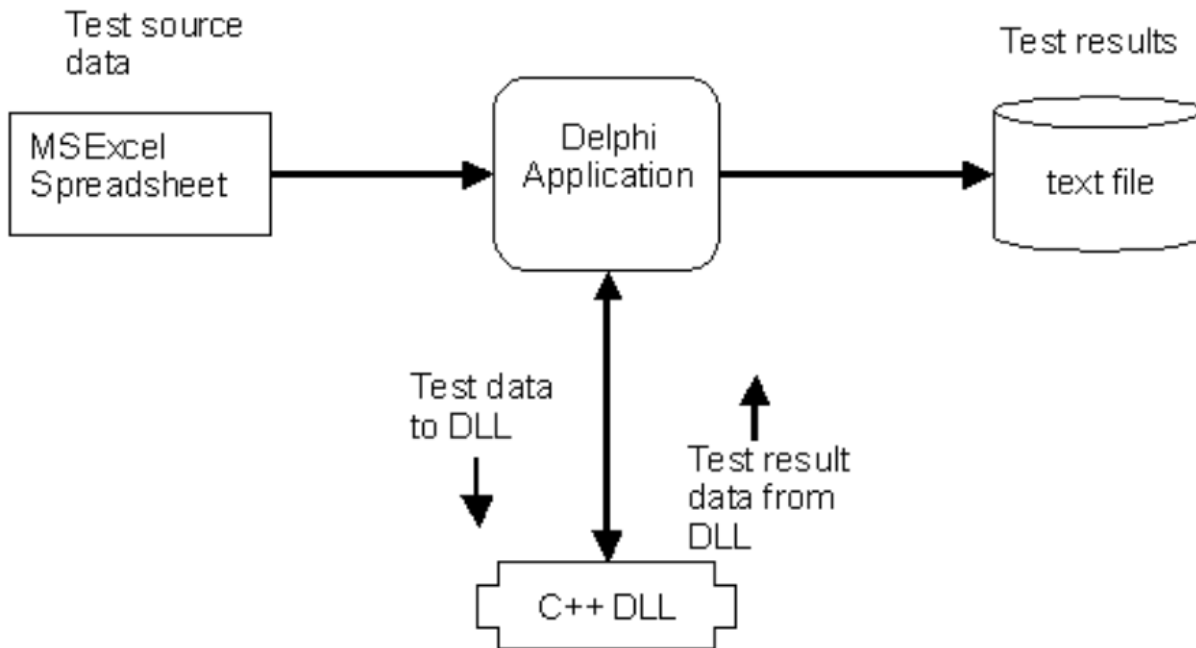 Test source
data
Test results
MSExcel
Spreadsheet
Delphi
Application
text file
Test data
to DLL
Test result
data from
DLL
C++ DLL